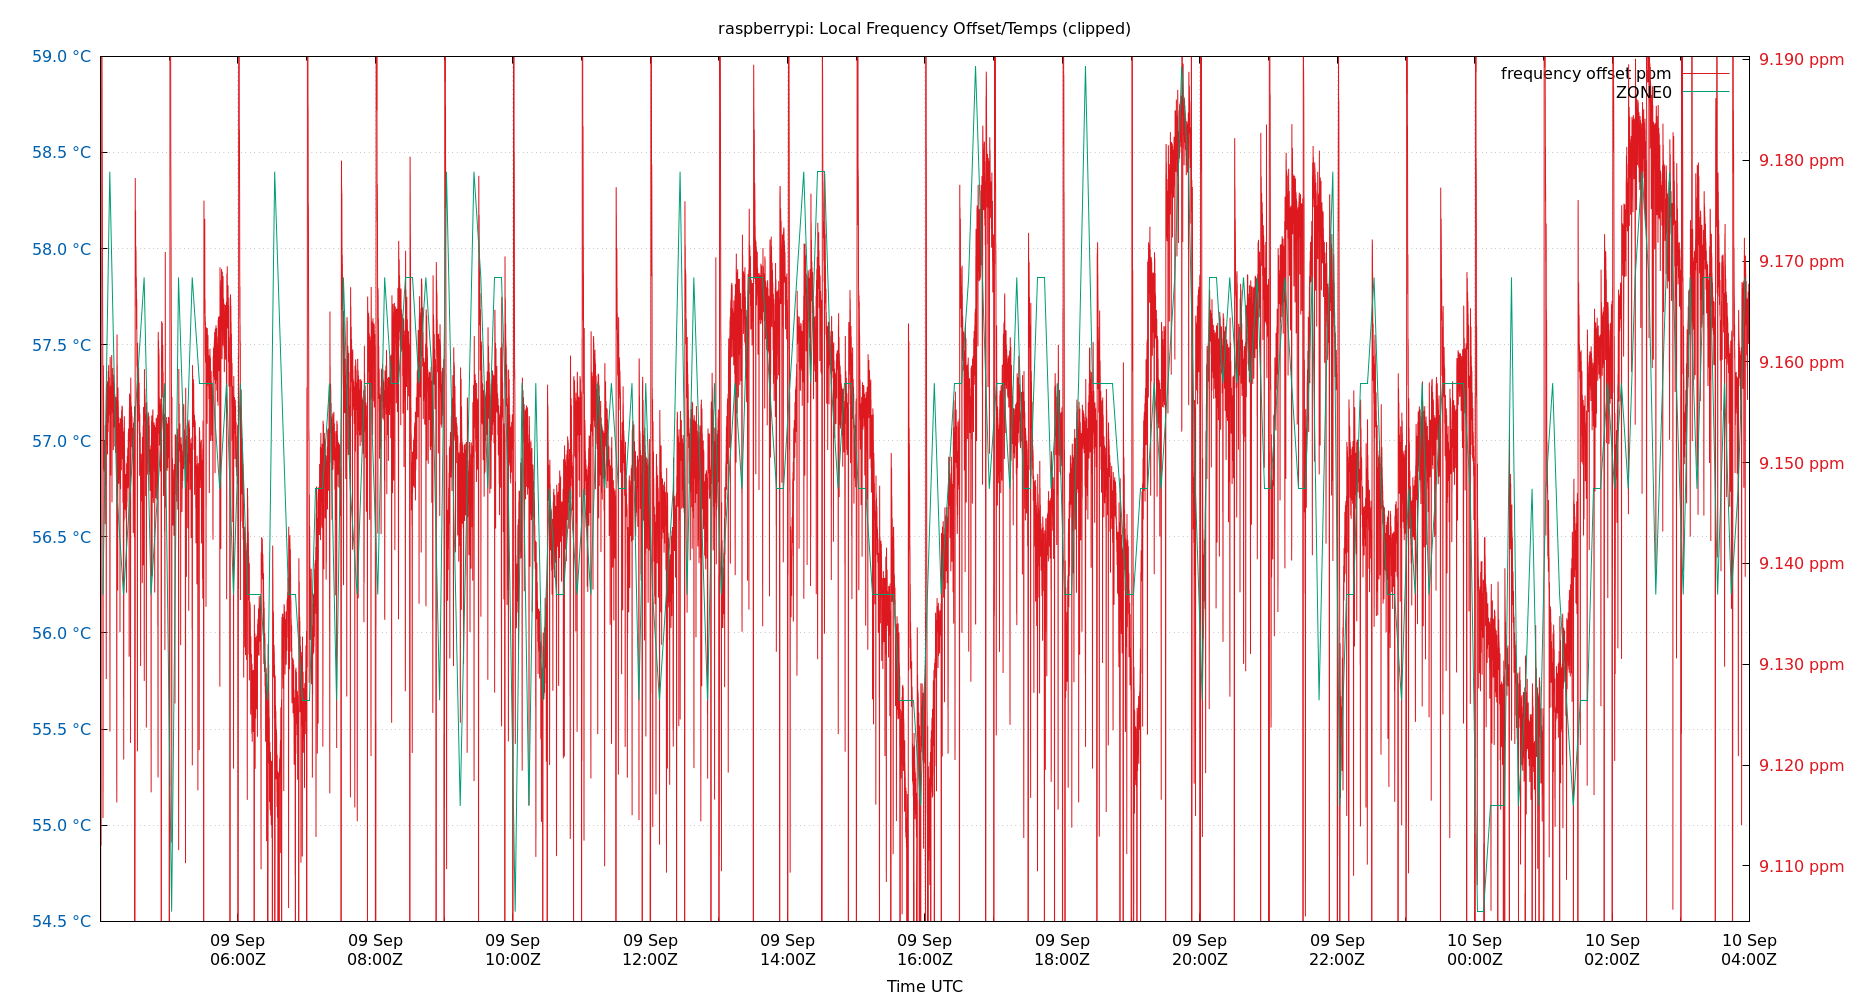 raspberrypi: Local Frequency Offset/Temps (clipped)
59.0 °C
58.5 °C
58.0 °C
57.5 °C
57.0 °C
56.5 °C
56.0 °C
55.5 °C
55.0 °C
54.5 °C
frequency offset ppm
ZONE0
9.190 ppm
9.180 ppm
9.170 ppm
9.160 ppm
9.150 ppm
9.140 ppm
9.130 ppm
9.120 ppm
9.110 ppm
09 Sep 09 Sep 09 Sep 09 Sep 09 Sep 09 Sep 09 Sep 09 Sep 09 Sep 10 Sep 10 Sep 10 Sep
06:00Z 08:00Z 10:00Z 12:00Z 14:00Z 16:00Z 18:00Z 20:00Z 22:00Z 00:00Z 02:00Z 04:00Z
Time UTC